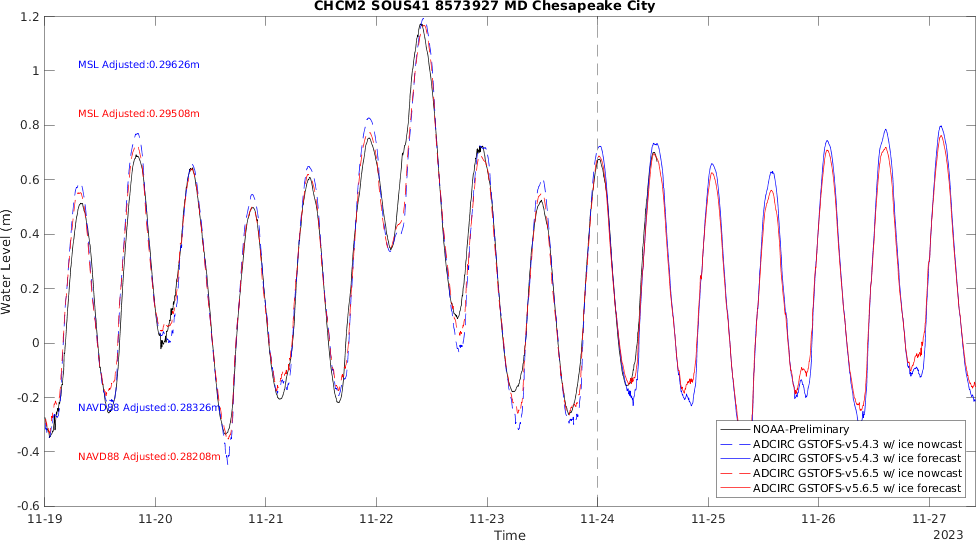 CHCM2 SOUS41 8573927 MD Chesapeake City
1.2
1
0.8
0.6
0.4
0.2
0
-0.2
-0.4
-0.6
Water Level (m)
MSL Adjusted:0.29626m
MSL Adjusted:0.29508m
NAVD88 Adjusted:0.28326m
NAVD88 Adjusted:0.28208m
NOAA-Preliminary
ADCIRC GSTOFS-v5.4.3 w/ ice nowcast
ADCIRC GSTOFS-v5.4.3 w/ ice forecast
ADCIRC GSTOFS-v5.6.5 w/ ice nowcast
ADCIRC GSTOFS-v5.6.5 w/ ice forecast
11-19 11-20 11-21 11-22 11-23 11-24 11-25 11-26 11-27
Time
2023